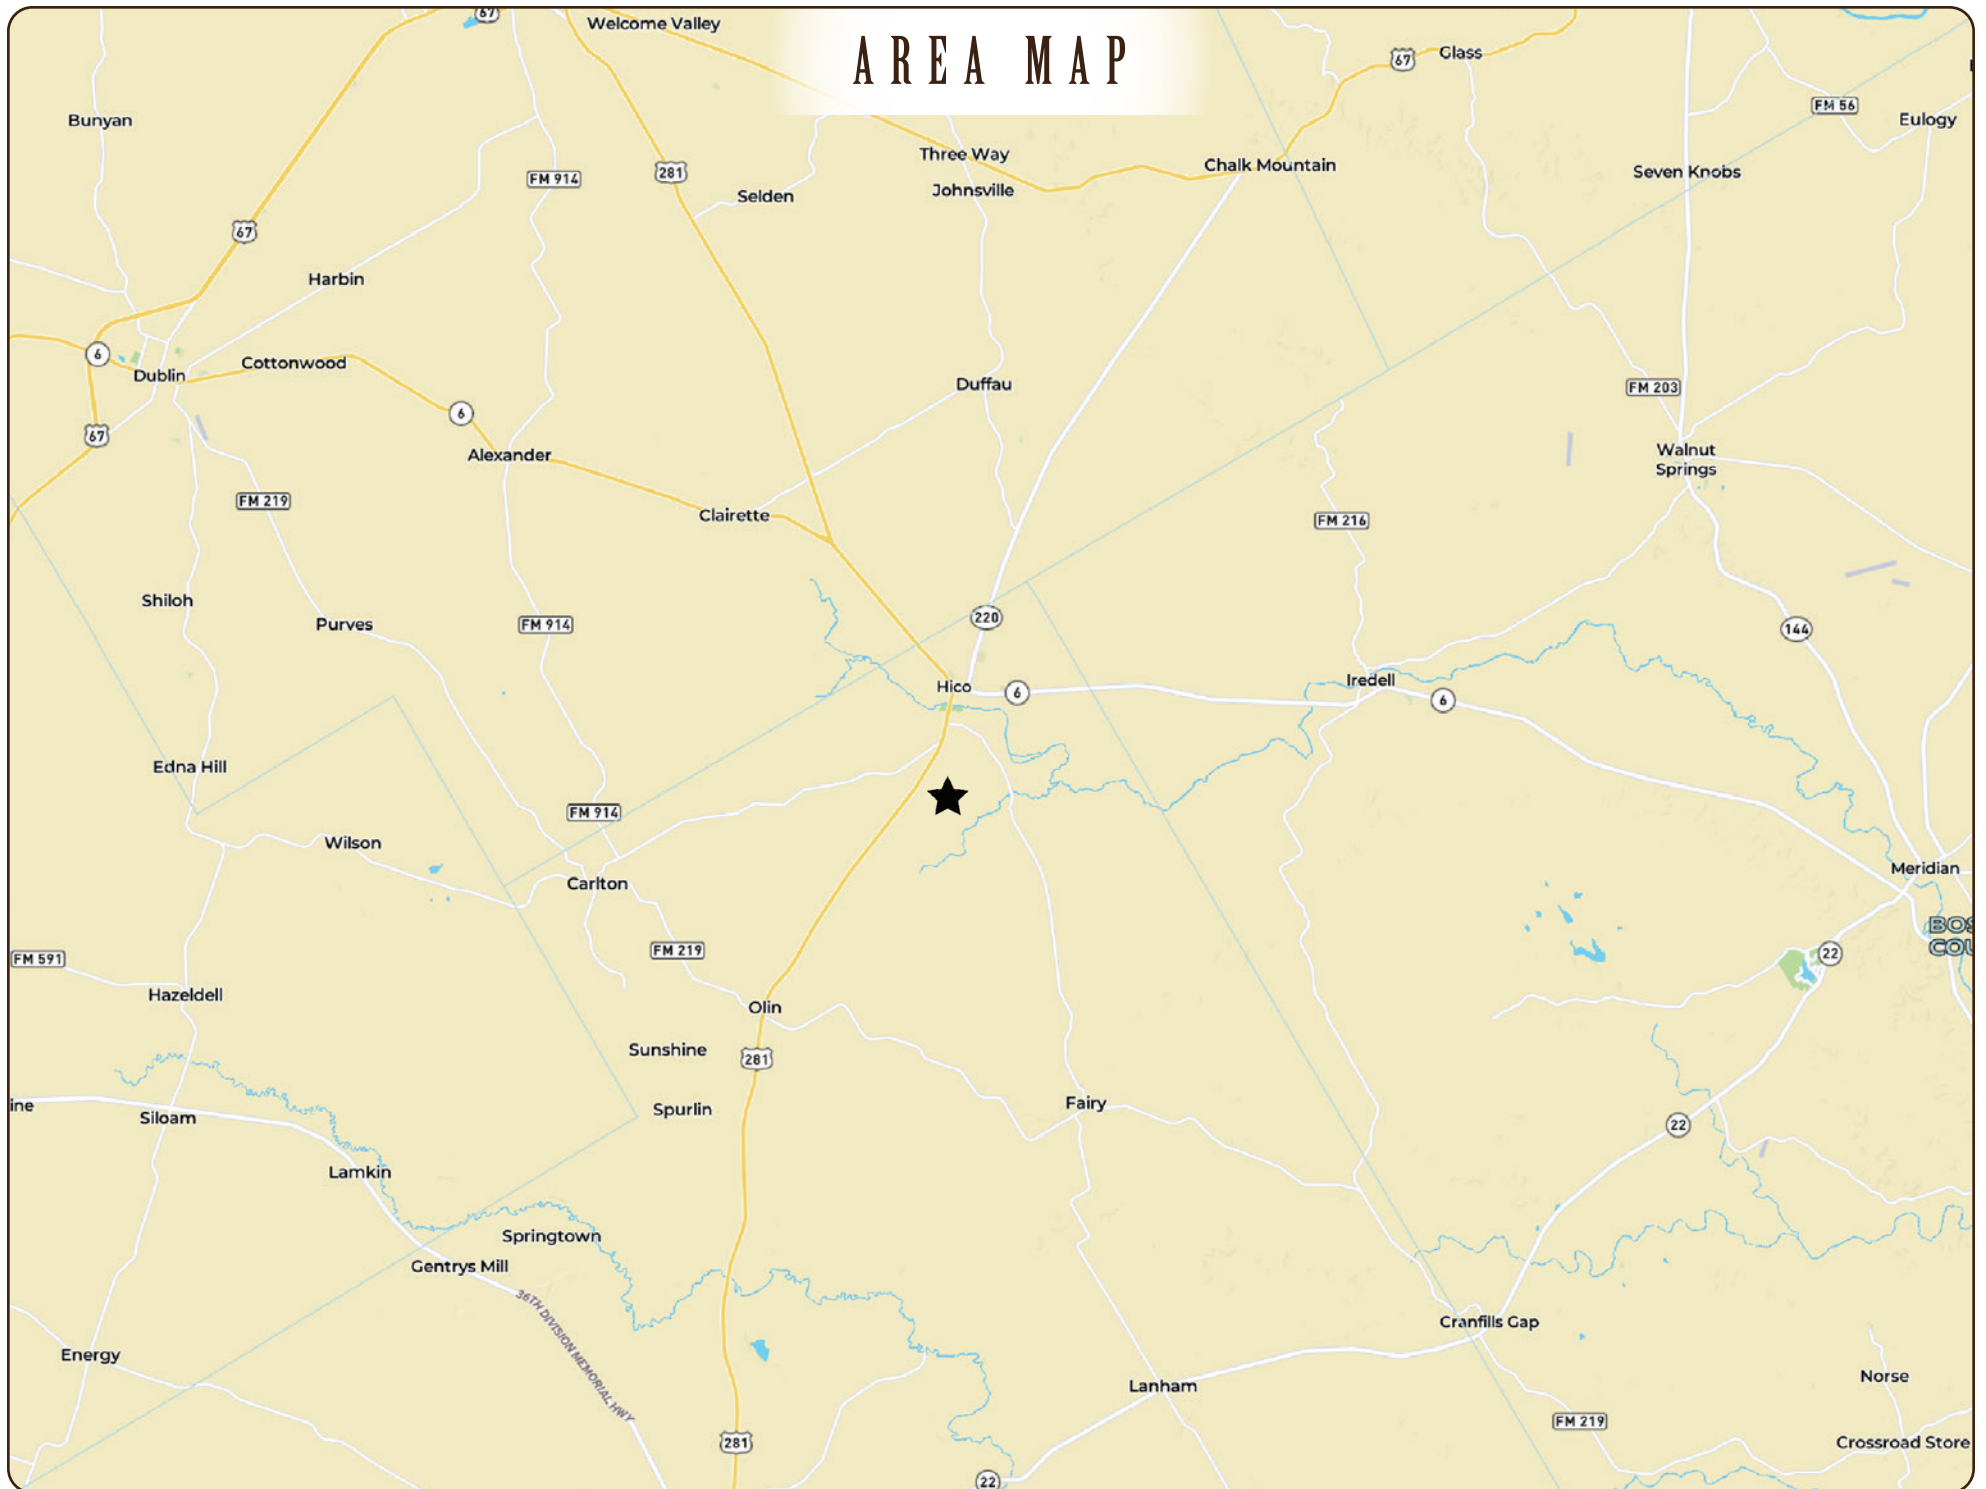 67
Welcome Valley
AREA MAP
67
Glass
FM 56
Eulogy
Bunyan
Three Way
Chalk Mountain
Seven Knobs
FM 914
281
Selden
Johnsville
67
Harbin
6
Cottonwood
Dublin
Duffau
FM 203
6
67
Alexander
Walnut
Springs
FM 219
Clairette
FM 216
Shiloh
Purves
FM 914
220
144
Hico
6
Iredell
6
Edna Hill
FM 914
Wilson
Carlton
Meridian
BOS
COU
FM 219
22
FM 591
Hazeldell
Olin
Sunshine
281
ine
Siloam
Spurlin
Fairy
22
Lamkin
Springtown
Gentrys Mill
36TH DIVISION MEMORIAL HWY
Cranfills Gap
Energy
Lanham
Norse
FM 219
281
Crossroad Store
22